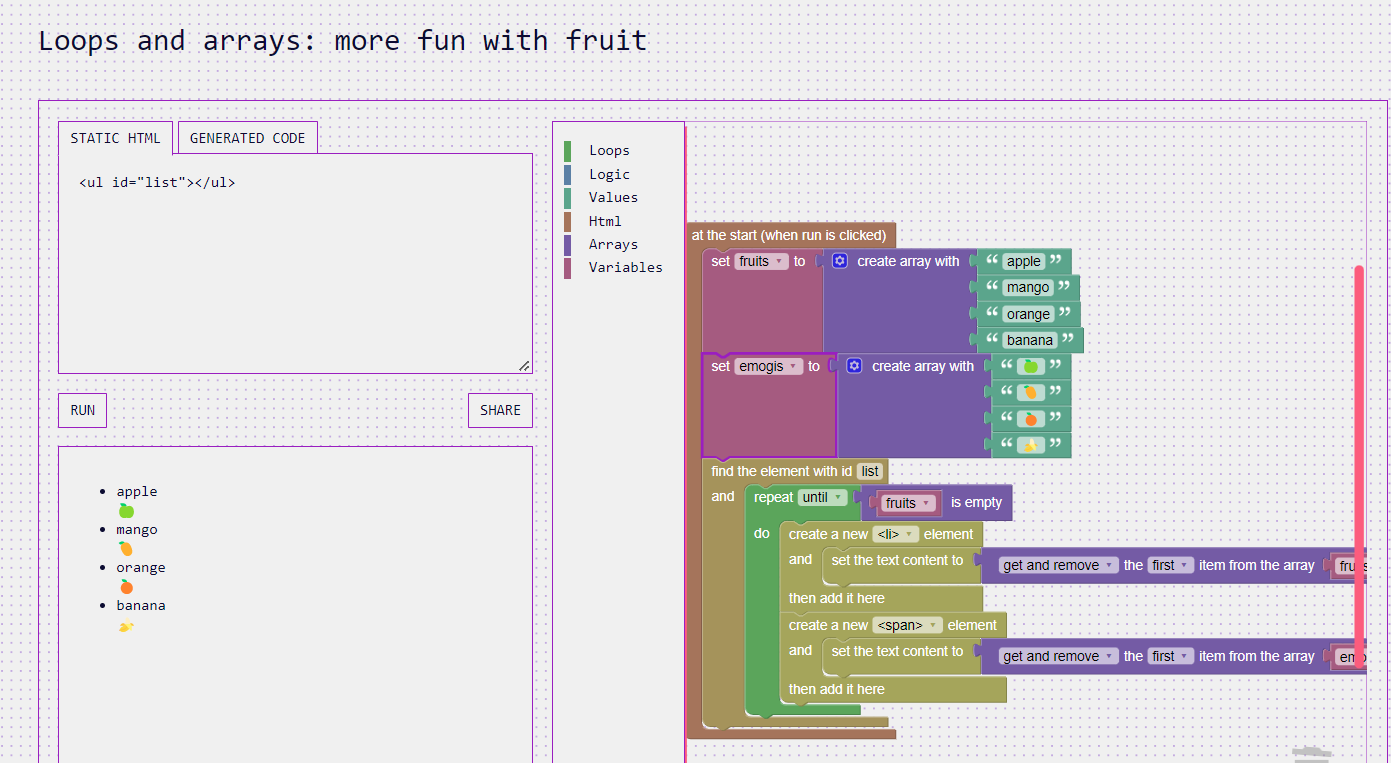 Loops and arrays: more fun with fruit
STATIC HTML
GENERATED CODE
<ul id="list"></ul>
RUN
SHARE
• apple
🍏
• mango
🥭
• orange
🍊
• banana
🍌
Loops
Logic
Values
Html
Arrays
Variables
at the start (when run is clicked)
set fruits to create array with “ apple ”
“ mango ”
“ orange ”
“ banana ”
set emogis to create array with “ 🍏 ”
“ 🥭 ”
“ 🍊 ”
“ 🍌 ”
find the element with id list
and repeat until fruits is empty
do create a new <li> element
and set the text content to get and remove the first item from the array
then add it here
create a new <span> element
and set the text content to get and remove the first item from the array
then add it here